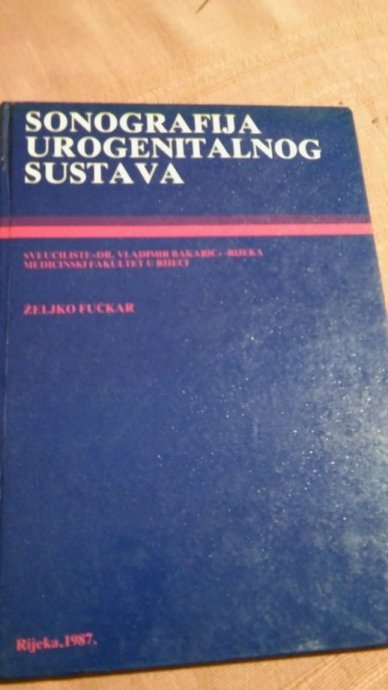 SONOGRAFIJA
UROGENITALNOG
SUSTAVA
SVEUČILIŠTE »DR. VLADIMIR BAKARIĆ« - RIJEKA
MEDICINSKI FAKULTET U RIJECI
ŽELJKO FUČKAR
Rijeka, 1987.